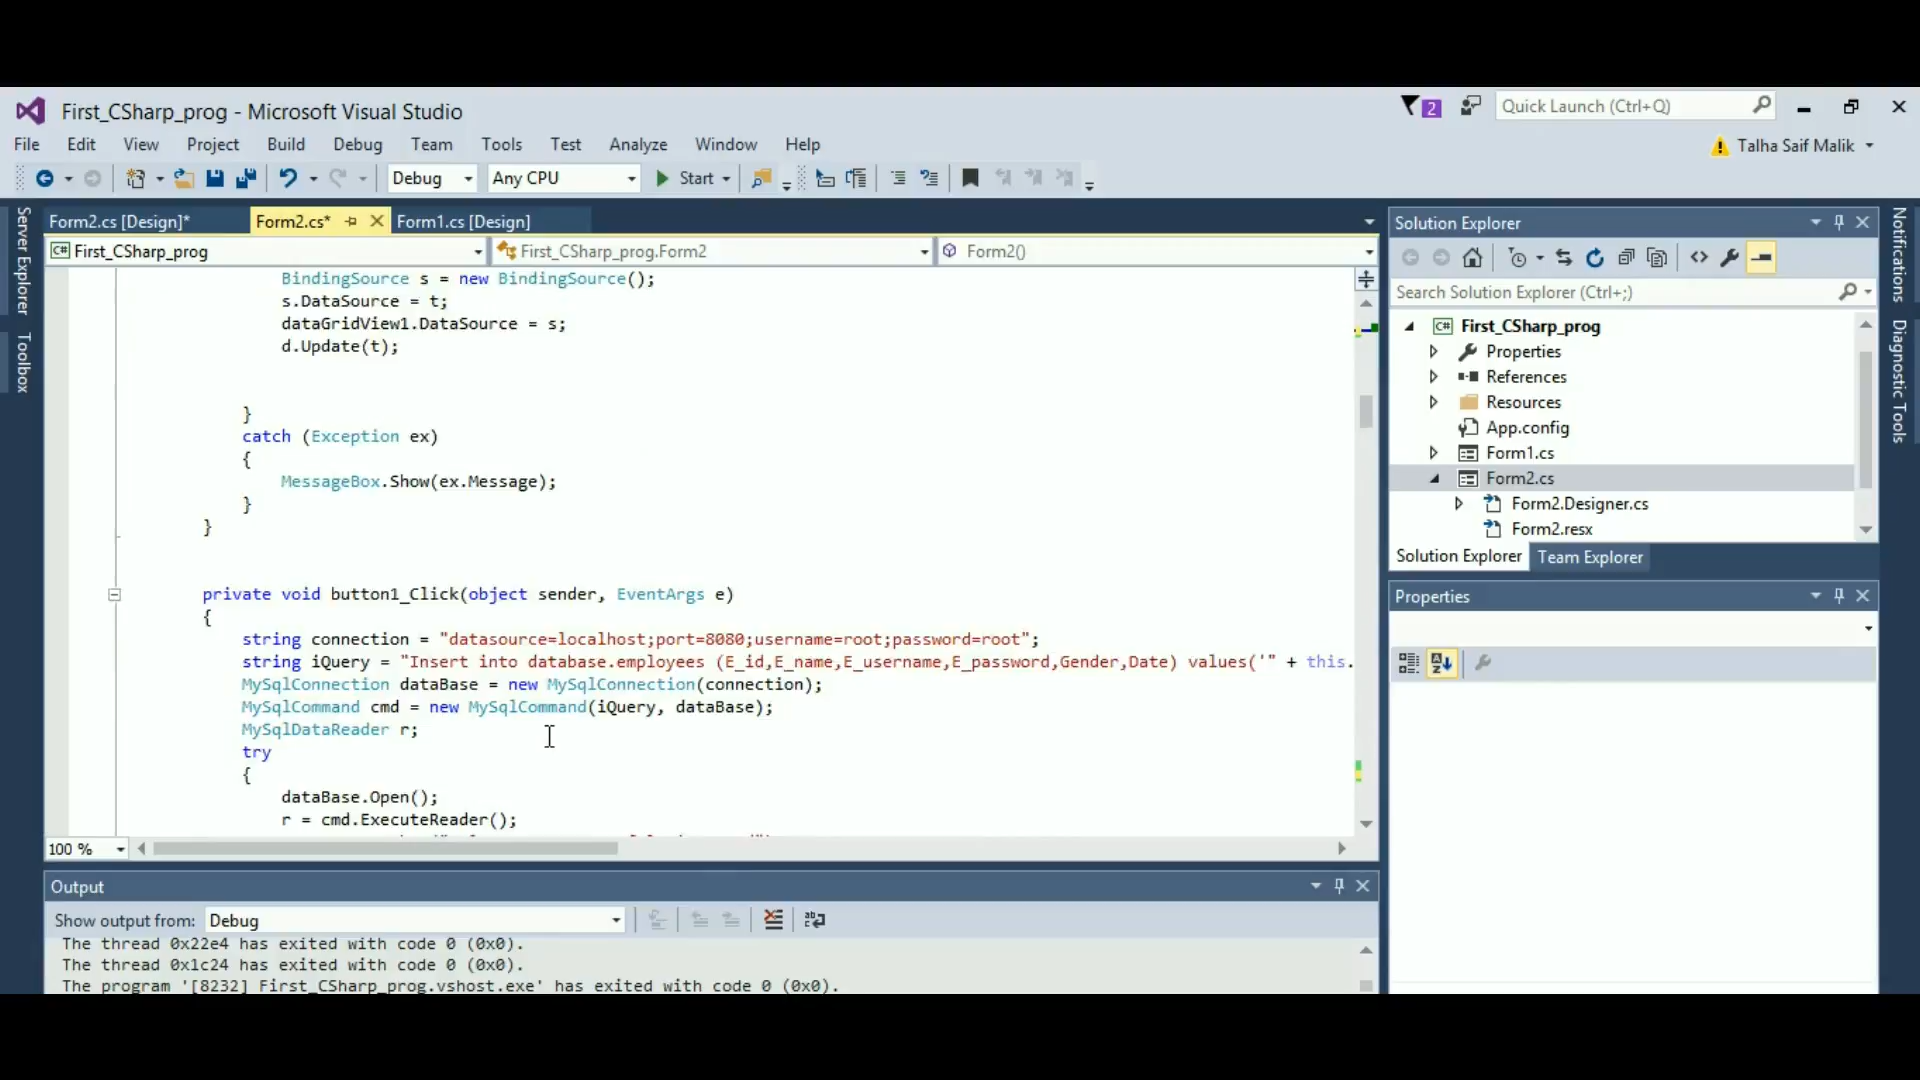 First_CSharp_prog - Microsoft Visual Studio
2
Quick Launch (Ctrl+Q)
File Edit View Project Build Debug Team Tools Test Analyze Window Help
Talha Saif Malik
Debug Any CPU Start
Server Explorer
Toolbox
Form2.cs [Design]* Form2.cs* Form1.cs [Design]
First_CSharp_prog First_CSharp_prog.Form2 Form2()
BindingSource s = new BindingSource();
s.DataSource = t;
dataGridView1.DataSource = s;
d.Update(t);
}
catch (Exception ex)
{
MessageBox.Show(ex.Message);
}
}
private void button1_Click(object sender, EventArgs e)
{
string connection = "datasource=localhost;port=8080;username=root;password=root";
string iQuery = "Insert into database.employees (E_id,E_name,E_username,E_password,Gender,Date) values('" + this.
MySqlConnection dataBase = new MySqlConnection(connection);
MySqlCommand cmd = new MySqlCommand(iQuery, dataBase);
MySqlDataReader r;
try
{
dataBase.Open();
r = cmd.ExecuteReader();
100 %
Output
Show output from: Debug
The thread 0x22e4 has exited with code 0 (0x0).
The thread 0x1c24 has exited with code 0 (0x0).
The program '[8232] First_CSharp_prog.vshost.exe' has exited with code 0 (0x0).
Solution Explorer
Search Solution Explorer (Ctrl+;)
C# First_CSharp_prog
Properties
References
Resources
App.config
Form1.cs
Form2.cs
Form2.Designer.cs
Form2.resx
Solution Explorer Team Explorer
Properties
Notifications
Diagnostic Tools